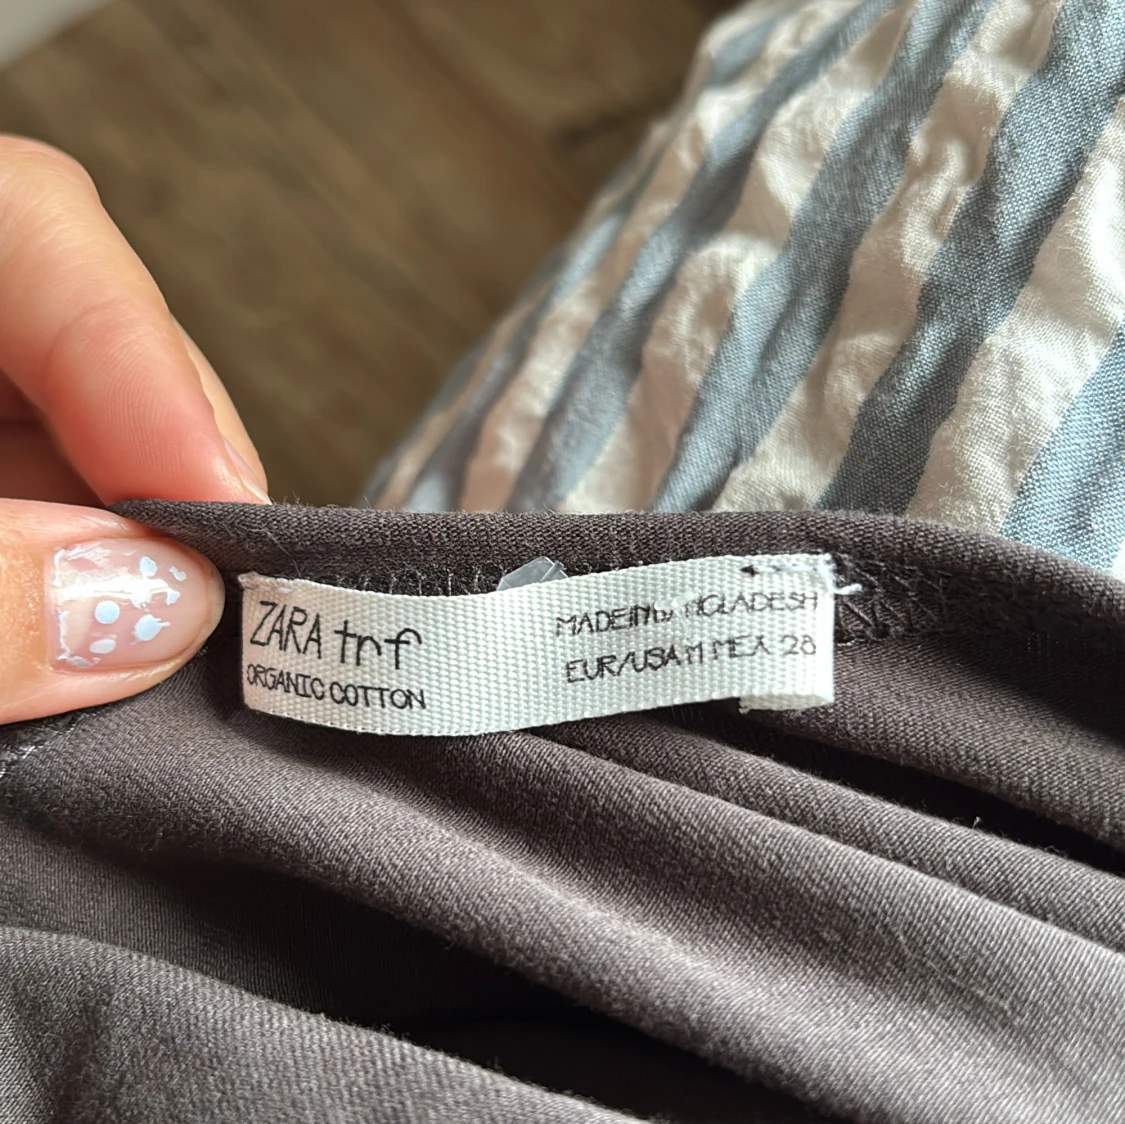 ZARA trf
ORGANIC COTTON
MADE IN BANGLADESH
EUR/USA M MEX 28